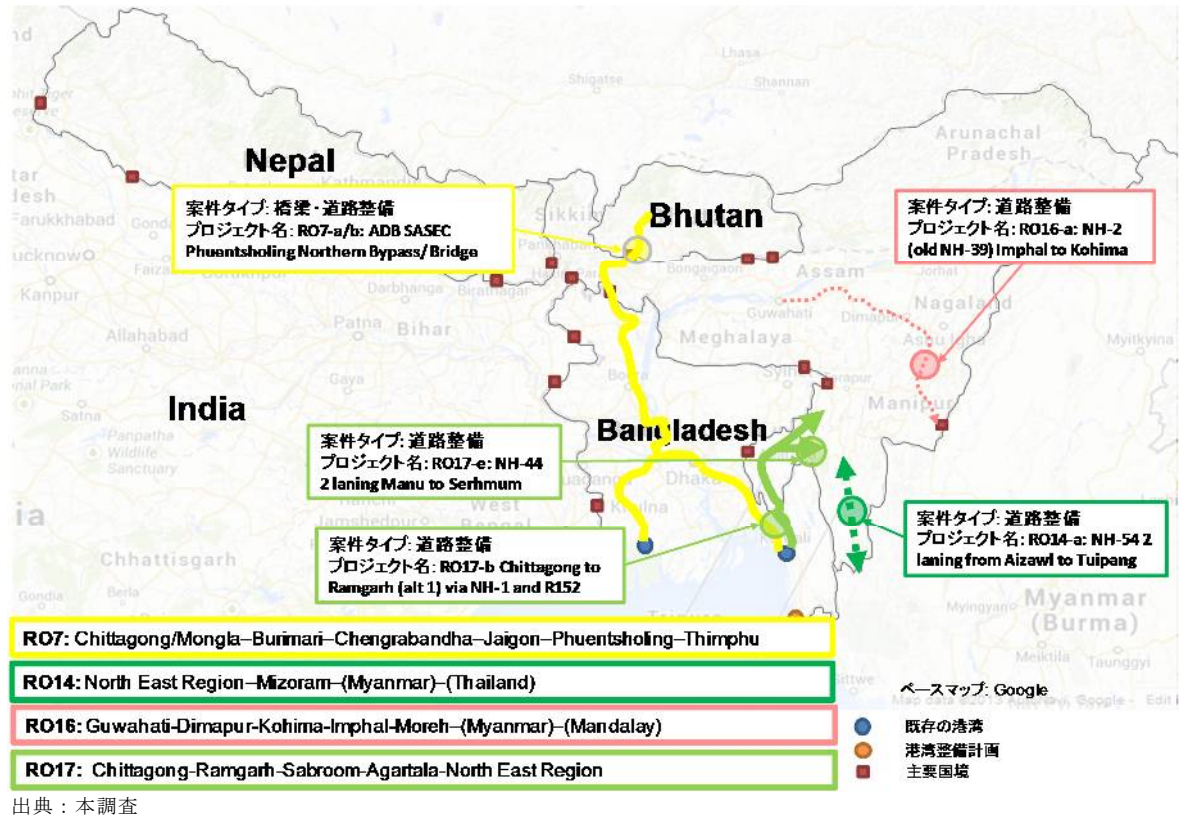 Lhasa
Shigatse
Shannan
Arunachal
Pradesh
Nepal
Kathmandu
案件タイプ: 橋梁・道路整備
プロジェクト名: RO7-a/b: ADB SASEC
Phuentsholing Northern Bypass/ Bridge
Sikkim
Bhutan
案件タイプ: 道路整備
プロジェクト名: RO16-a: NH-2
(old NH-39) Imphal to Kohima
Farukkhabad
Kanpur
Darbhanga
Biratnagar
Bongaigaon
Assam
Jorhat
Guwahati
Dimapur
Nagaland
Allahabad
Patna
Bihar
Meghalaya
Myitkyina
Gaya
Satna
Panpatha
Wildlife
Sanctuary
India
Manipur
Bangladesh
案件タイプ: 道路整備
プロジェクト名: RO17-e: NH-44
2 laning Manu to Serhmum
Dhaka
Khulna
West
Jamshedpur
Chhattisgarh
案件タイプ: 道路整備
プロジェクト名: RO17-b Chittagong to
Ramgarh (alt 1) via NH-1 and R152
案件タイプ: 道路整備
プロジェクト名: RO14-a: NH-54 2
laning from Aizawl to Tuipang
Gondia
Myingyan
Myanmar
(Burma)
Meiktila
Taunggyi
Sittwe
RO7: Chittagong/Mongla–Burimari–Chengrabandha–Jaigon–Phuentsholing–Thimphu
RO14: North East Region–Mizoram–(Myanmar)–(Thailand)
RO16: Guwahati-Dimapur-Kohima-Imphal-Moreh–(Myanmar)–(Mandalay)
RO17: Chittagong-Ramgarh-Sabroom-Agartala-North East Region
ベースマップ: Google
既存の港湾
港湾整備計画
主要国境
出典：本調査